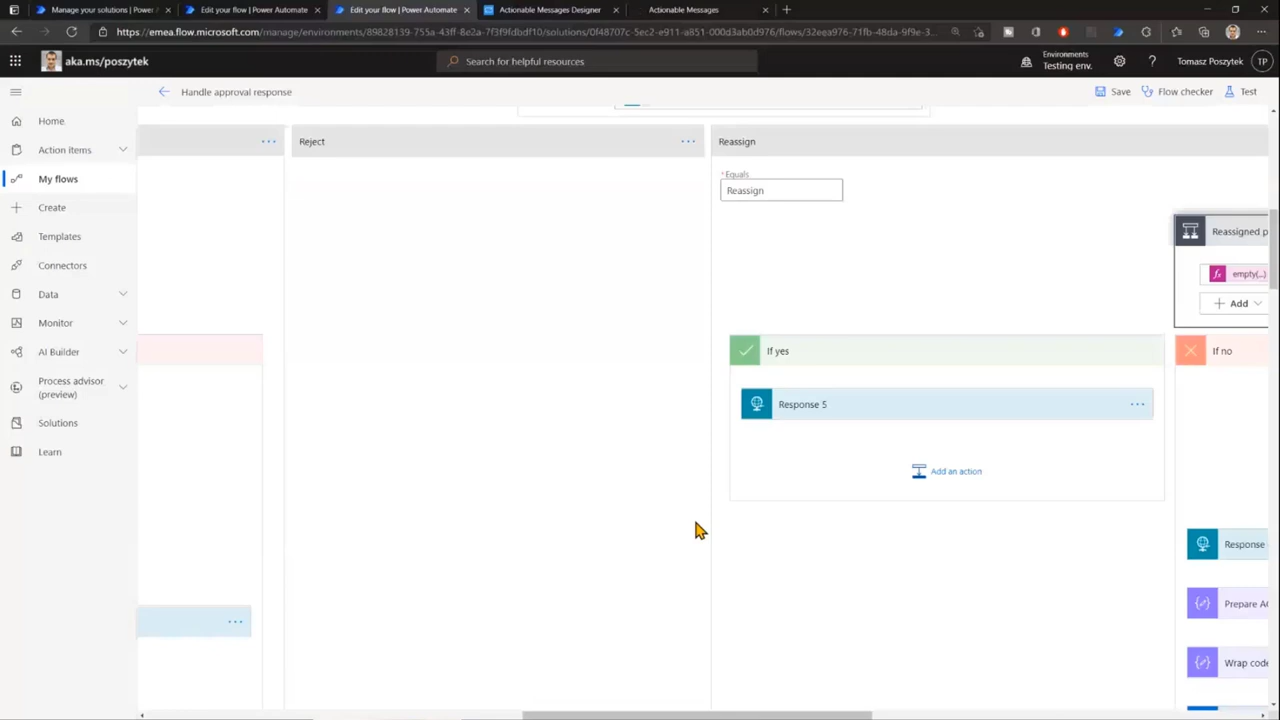 Manage your solutions | Power
Edit your flow | Power Automate
Edit your flow | Power Automate
Actionable Messages Designer
Actionable Messages
https://emea.flow.microsoft.com/manage/environments/89828139-755a-43ff-8e2a-7f3f9fdbdf10/solutions/0f48707c-5ec2-e911-a851-000d3ab0d976/flows/32eea976-71fb-48da-9f9e-3...
aka.ms/poszytek
Search for helpful resources
Environments
Testing env.
Tomasz Poszytek
TP
Handle approval response
Save
Flow checker
Test
Home
Action items
My flows
Create
Templates
Connectors
Data
Monitor
AI Builder
Process advisor
(preview)
Solutions
Learn
Reject
Reassign
* Equals
Reassign
Reassigned p
empty(...)
Add
If yes
If no
Response 5
Add an action
Response
Prepare AC
Wrap code